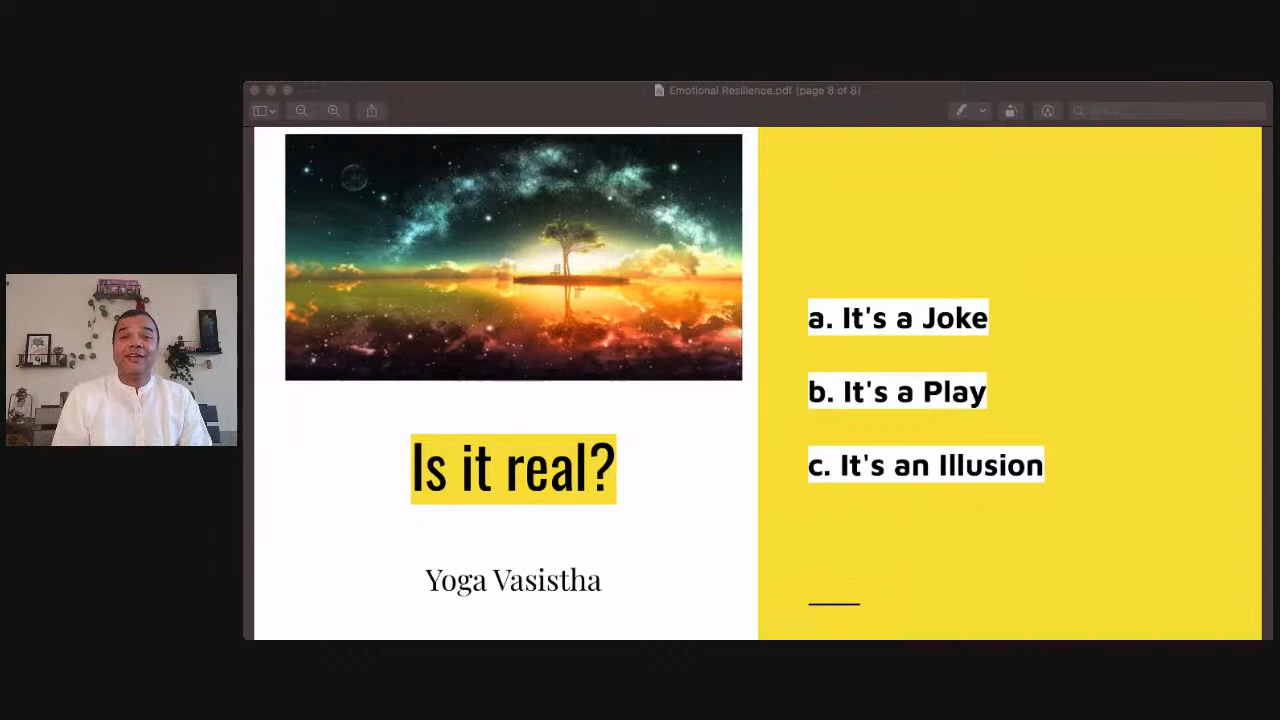 Emotional Resilience.pdf (page 8 of 8)
Is it real?
Yoga Vasistha
a. It's a Joke
b. It's a Play
c. It's an Illusion